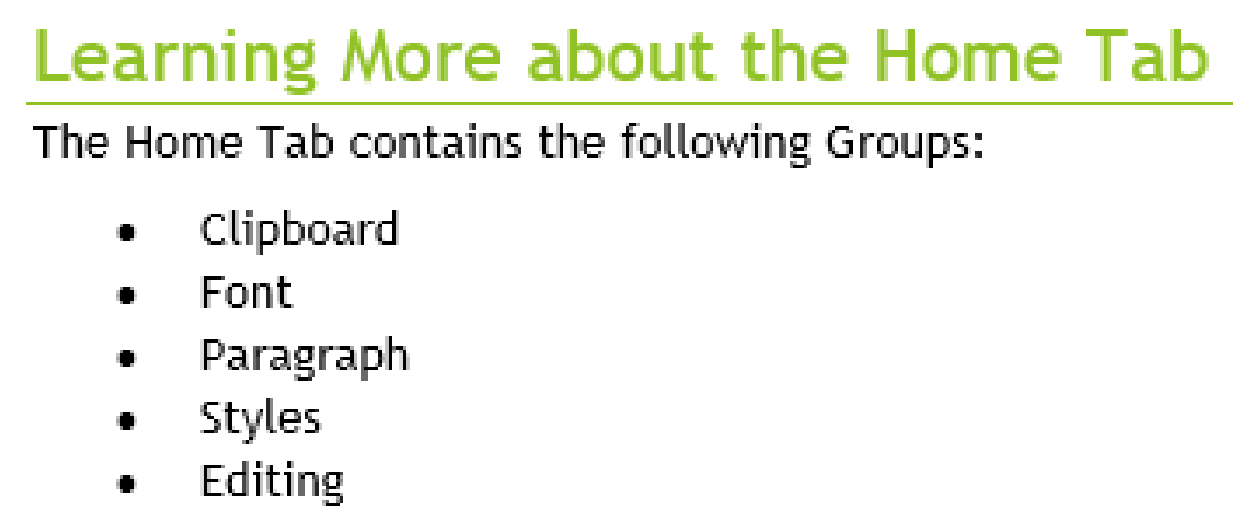 Learning More about the Home Tab
The Home Tab contains the following Groups:
• Clipboard
• Font
• Paragraph
• Styles
• Editing